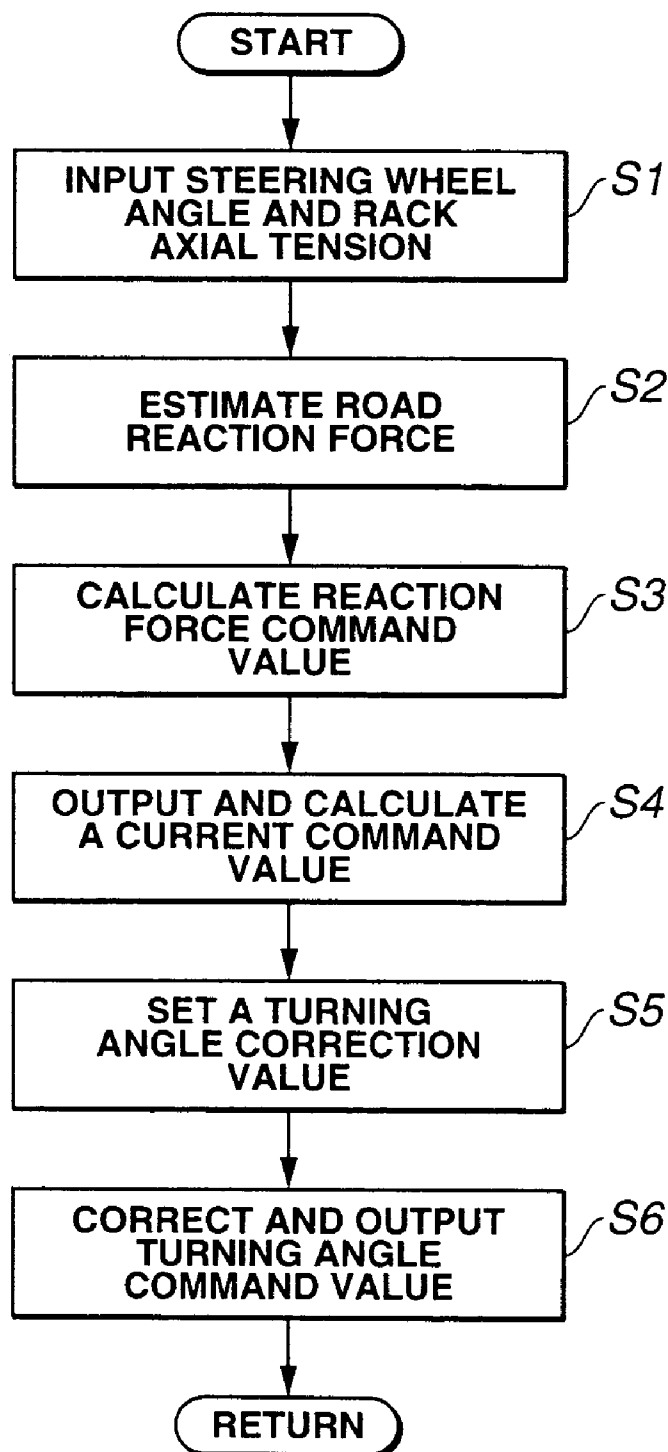 START
INPUT STEERING WHEEL
ANGLE AND RACK
AXIAL TENSION
S1
ESTIMATE ROAD
REACTION FORCE
S2
CALCULATE REACTION
FORCE COMMAND
VALUE
S3
OUTPUT AND CALCULATE
A CURRENT COMMAND
VALUE
S4
SET A TURNING
ANGLE CORRECTION
VALUE
S5
CORRECT AND OUTPUT
TURNING ANGLE
COMMAND VALUE
S6
RETURN